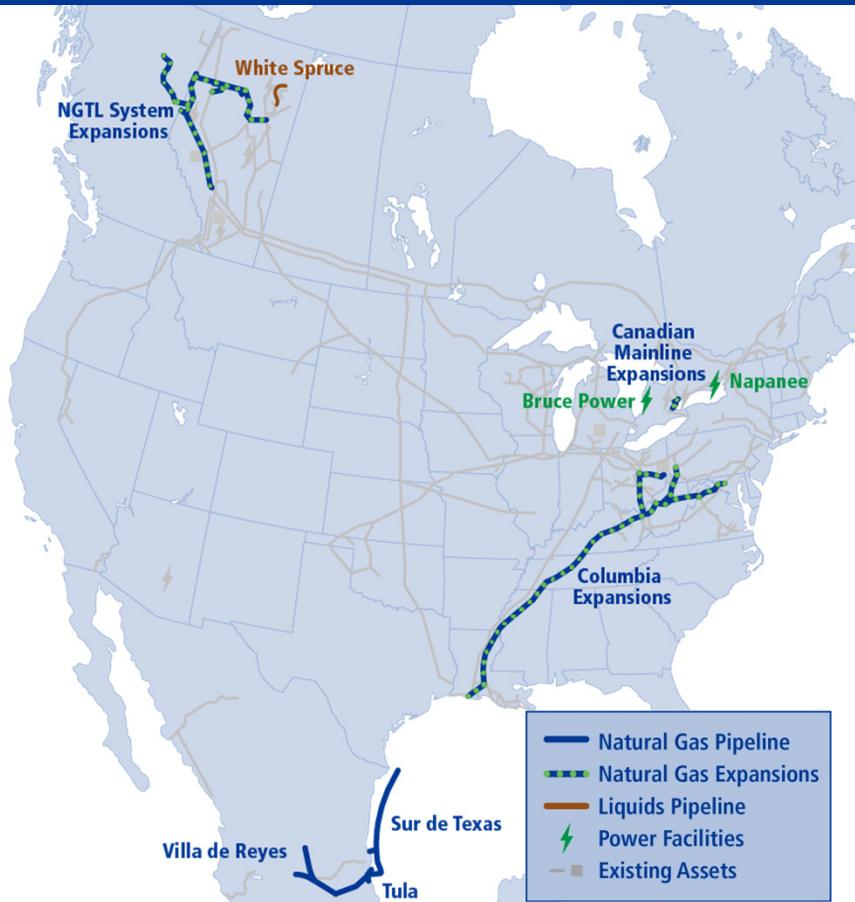 White Spruce
NGTL System
Expansions
Canadian
Mainline
Expansions
Napanee
Bruce Power
Columbia
Expansions
Sur de Texas
Villa de Reyes
Tula
Natural Gas Pipeline
Natural Gas Expansions
Liquids Pipeline
Power Facilities
Existing Assets